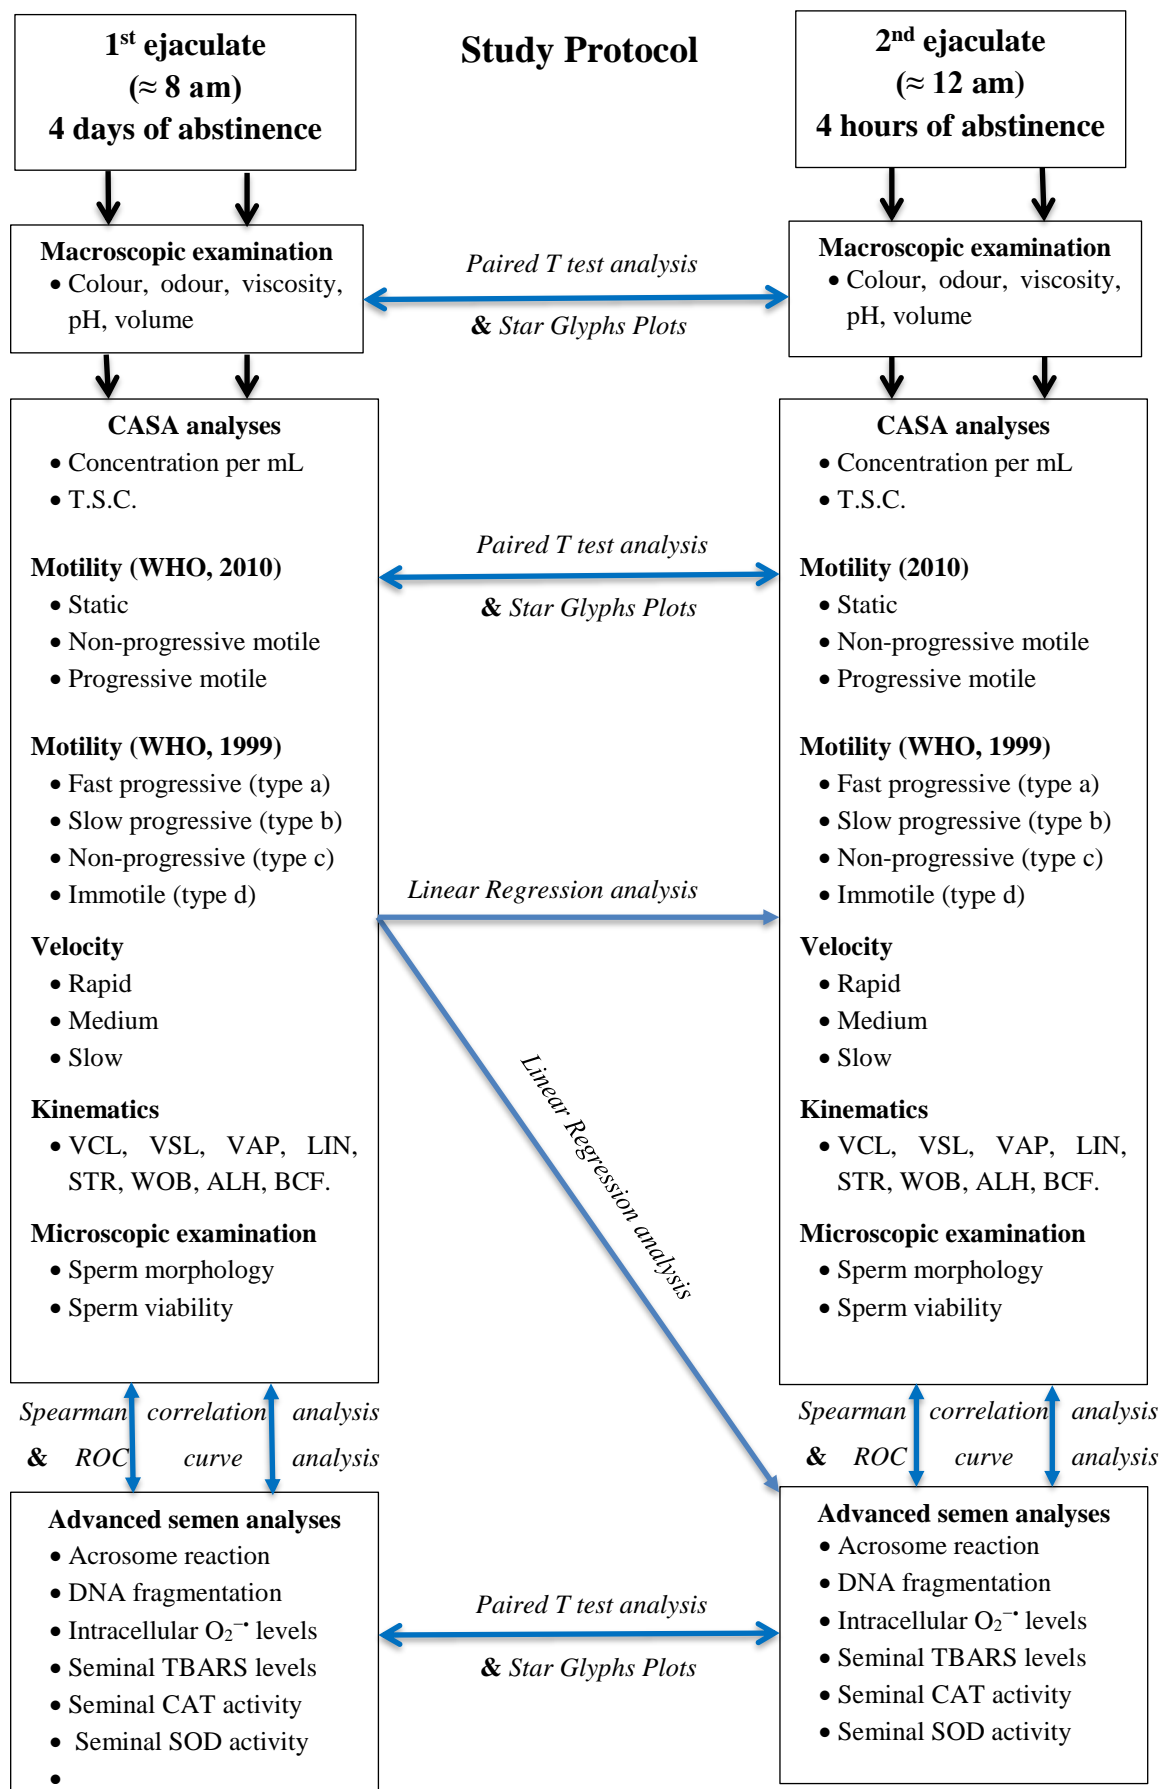 Study Protocol
1st ejaculate
(≈ 8 am)
4 days of abstinence
2nd ejaculate
(≈ 12 am)
4 hours of abstinence
Macroscopic examination
• Colour, odour, viscosity,
pH, volume
Paired T test analysis
& Star Glyphs Plots
Macroscopic examination
• Colour, odour, viscosity,
pH, volume
CASA analyses
• Concentration per mL
• T.S.C.
Motility (WHO, 2010)
• Static
• Non-progressive motile
• Progressive motile
Motility (WHO, 1999)
• Fast progressive (type a)
• Slow progressive (type b)
• Non-progressive (type c)
• Immotile (type d)
Velocity
• Rapid
• Medium
• Slow
Kinematics
• VCL, VSL, VAP, LIN,
STR, WOB, ALH, BCF.
Microscopic examination
• Sperm morphology
• Sperm viability
Paired T test analysis
& Star Glyphs Plots
Linear Regression analysis
Linear Regression analysis
CASA analyses
• Concentration per mL
• T.S.C.
Motility (2010)
• Static
• Non-progressive motile
• Progressive motile
Motility (WHO, 1999)
• Fast progressive (type a)
• Slow progressive (type b)
• Non-progressive (type c)
• Immotile (type d)
Velocity
• Rapid
• Medium
• Slow
Kinematics
• VCL, VSL, VAP, LIN,
STR, WOB, ALH, BCF.
Microscopic examination
• Sperm morphology
• Sperm viability
Spearman correlation analysis
& ROC curve analysis
Spearman correlation analysis
& ROC curve analysis
Advanced semen analyses
• Acrosome reaction
• DNA fragmentation
• Intracellular O₂⁻• levels
• Seminal TBARS levels
• Seminal CAT activity
• Seminal SOD activity
•
Paired T test analysis
& Star Glyphs Plots
Advanced semen analyses
• Acrosome reaction
• DNA fragmentation
• Intracellular O₂⁻• levels
• Seminal TBARS levels
• Seminal CAT activity
• Seminal SOD activity